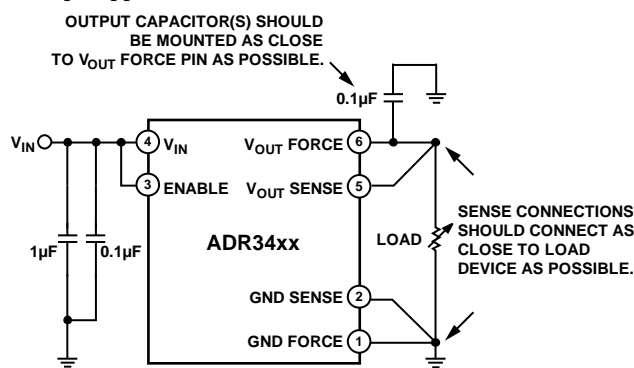 OUTPUT CAPACITOR(S) SHOULD
BE MOUNTED AS CLOSE
TO VOUT FORCE PIN AS POSSIBLE.
0.1µF
VIN
4
VIN
VOUT FORCE
6
3
ENABLE
VOUT SENSE
5
1µF
0.1µF
ADR34xx
LOAD
SENSE CONNECTIONS
SHOULD CONNECT AS
CLOSE TO LOAD
DEVICE AS POSSIBLE.
GND SENSE
2
GND FORCE
1